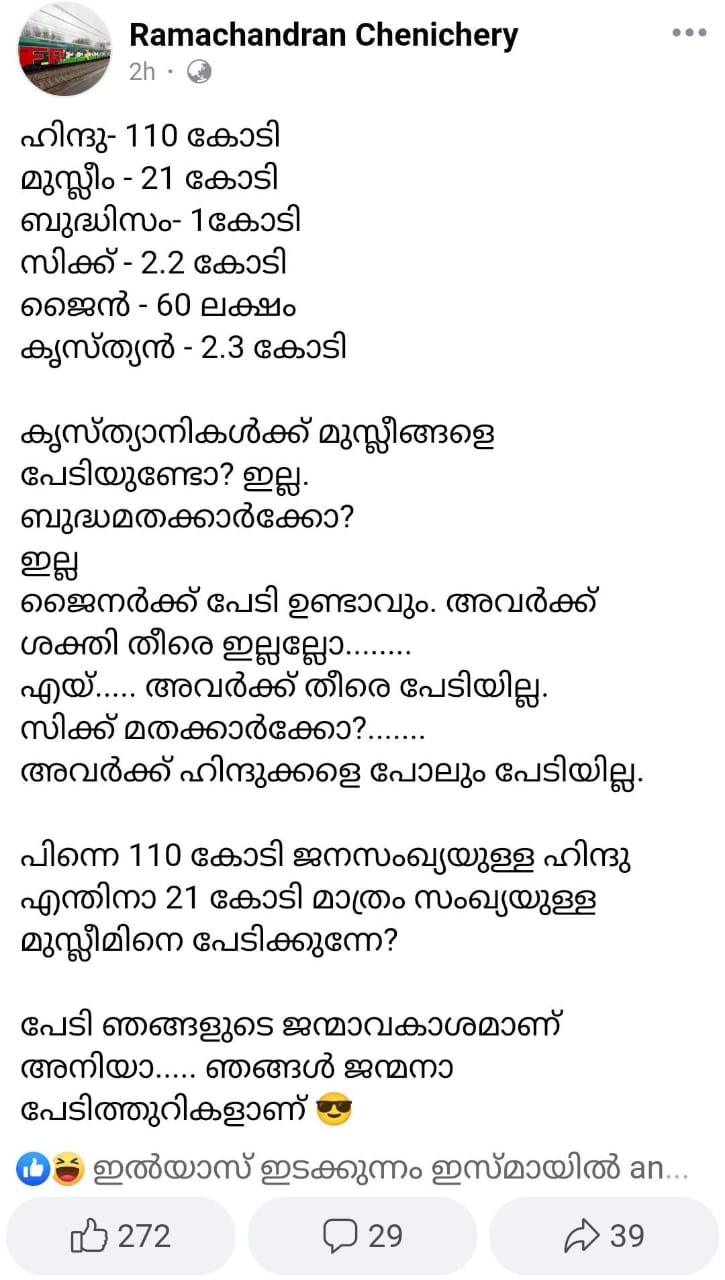 Ramachandran Chenichery
2h ·
ഹിന്ദു- 110 കോടി
മുസ്ലീം - 21 കോടി
ബുദ്ധിസം- 1കോടി
സിക്ക് - 2.2 കോടി
ജൈൻ - 60 ലക്ഷം
കൃസ്ത്യൻ - 2.3 കോടി
കൃസ്ത്യാനികൾക്ക് മുസ്ലീങ്ങളെ
പേടിയുണ്ടോ? ഇല്ല.
ബുദ്ധമതക്കാർക്കോ?
ഇല്ല
ജൈനർക്ക് പേടി ഉണ്ടാവും. അവർക്ക്
ശക്തി തീരെ ഇല്ലല്ലോ........
എയ്..... അവർക്ക് തീരെ പേടിയില്ല.
സിക്ക് മതക്കാർക്കോ?.......
അവർക്ക് ഹിന്ദുക്കളെ പോലും പേടിയില്ല.
പിന്നെ 110 കോടി ജനസംഖ്യയുള്ള ഹിന്ദു
എന്തിനാ 21 കോടി മാത്രം സംഖ്യയുള്ള
മുസ്ലീമിനെ പേടിക്കുന്നേ?
പേടി ഞങ്ങളുടെ ജന്മാവകാശമാണ്
അനിയാ..... ഞങ്ങൾ ജന്മനാ
പേടിത്തുറികളാണ് 😎
ഇൽയാസ് ഇടക്കുന്നം ഇസ്മായിൽ an...
272 29 39